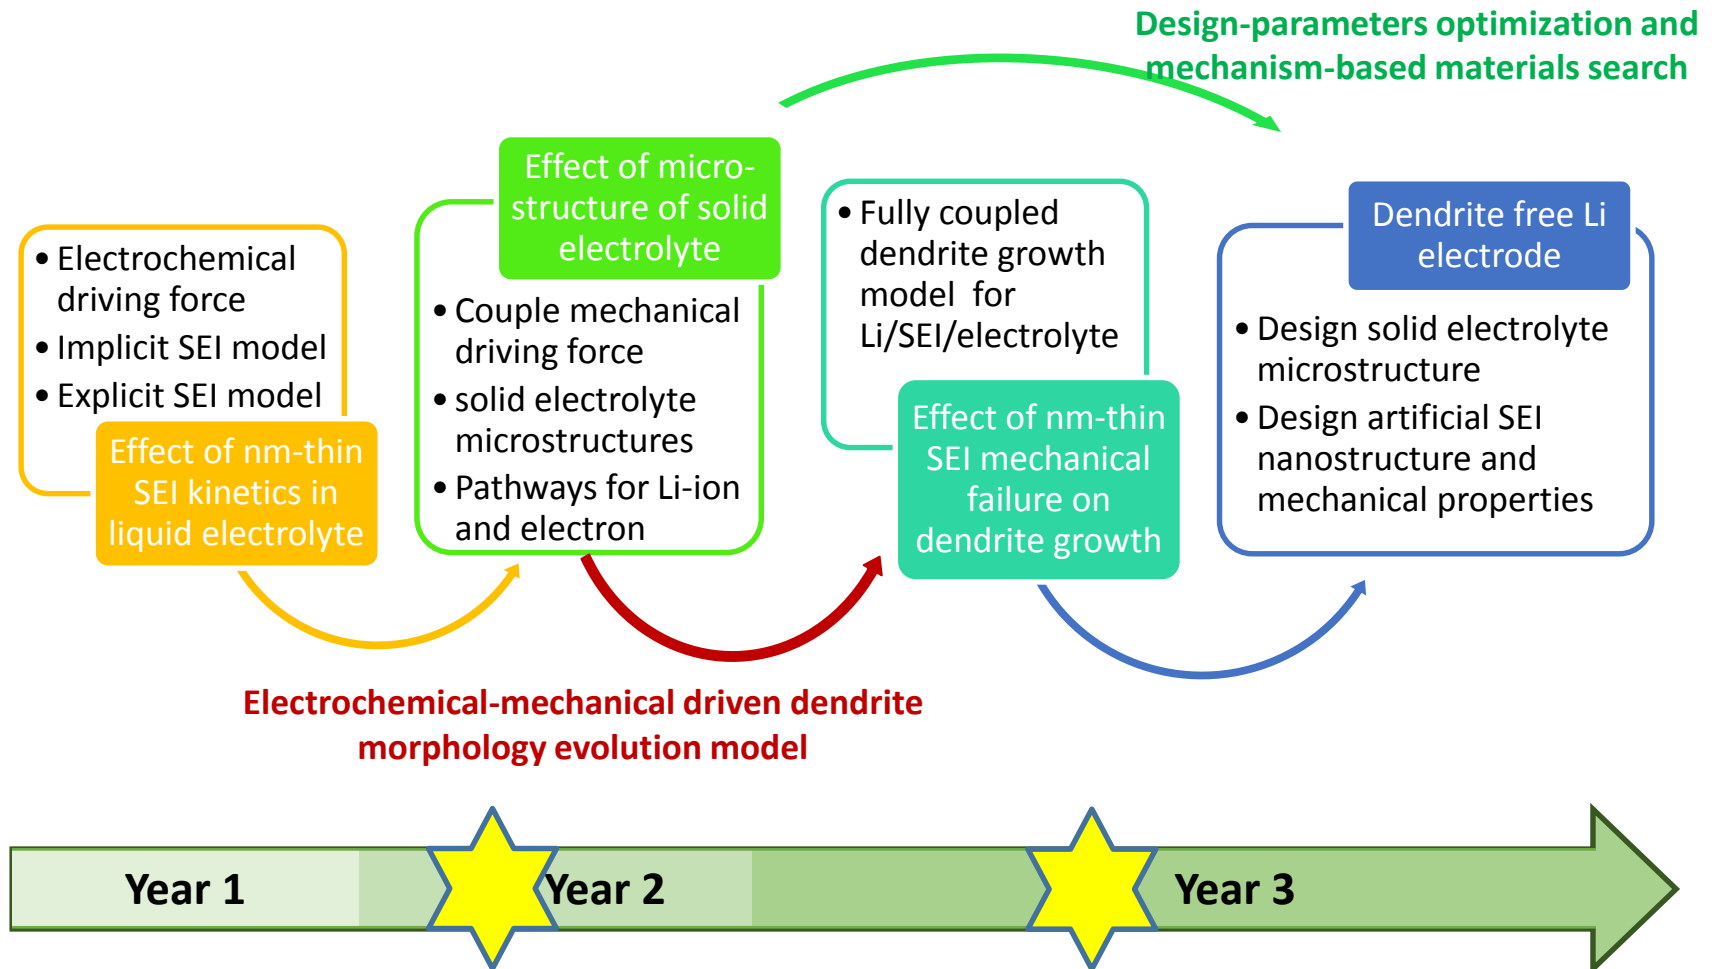 Design-parameters optimization and
mechanism-based materials search
• Electrochemical
driving force
• Implicit SEI model
• Explicit SEI model
Effect of nm-thin
SEI kinetics in
liquid electrolyte
Effect of micro-
structure of solid
electrolyte
• Couple mechanical
driving force
• solid electrolyte
microstructures
• Pathways for Li-ion
and electron
• Fully coupled
dendrite growth
model for
Li/SEI/electrolyte
Effect of nm-thin
SEI mechanical
failure on
dendrite growth
Dendrite free Li
electrode
• Design solid electrolyte
microstructure
• Design artificial SEI
nanostructure and
mechanical properties
Electrochemical-mechanical driven dendrite
morphology evolution model
Year 1
Year 2
Year 3